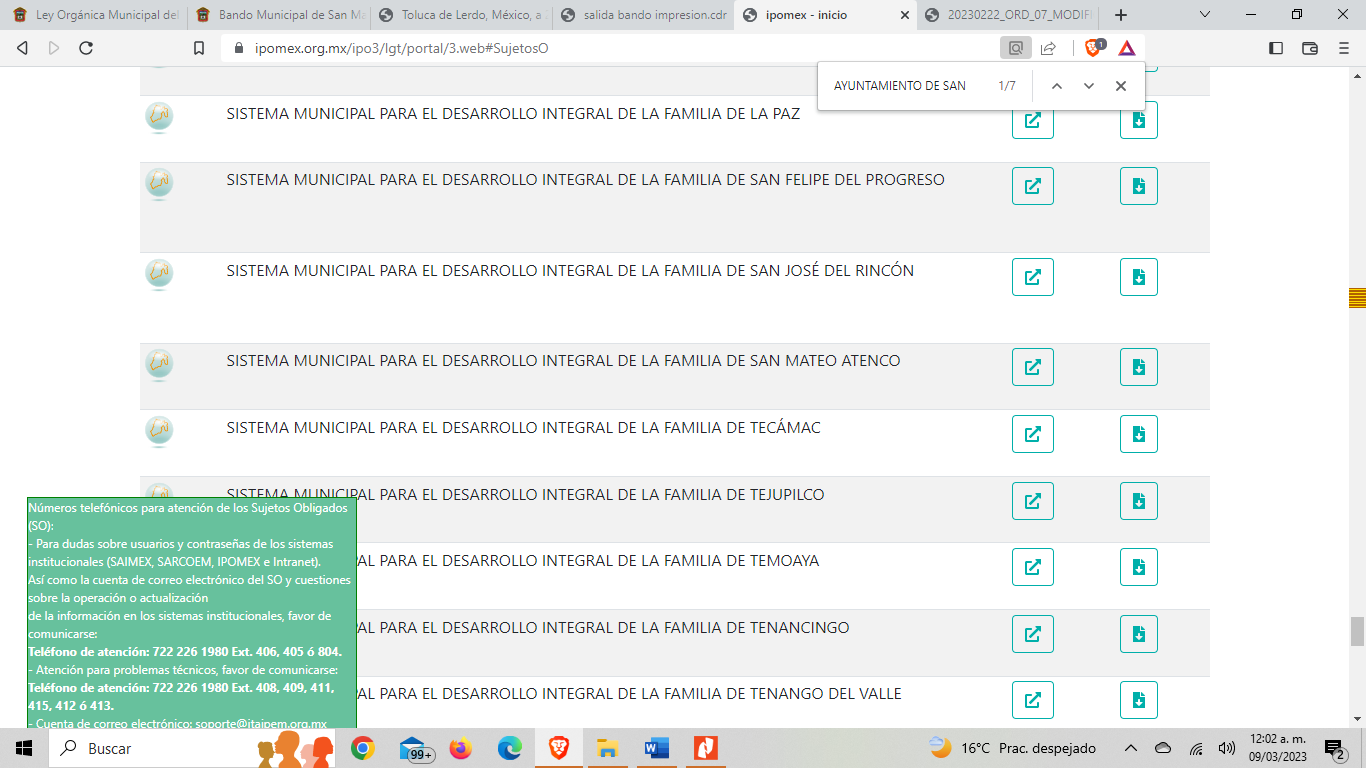 Ley Orgánica Municipal del
Bando Municipal de San Ma
Toluca de Lerdo, México, a
salida bando impresion.cdr
ipomex - inicio
20230222_ORD_07_MODIFI
ipomex.org.mx/ipo3/lgt/portal/3.web#SujetosO
1
AYUNTAMIENTO DE SAN 1/7
SISTEMA MUNICIPAL PARA EL DESARROLLO INTEGRAL DE LA FAMILIA DE LA PAZ
SISTEMA MUNICIPAL PARA EL DESARROLLO INTEGRAL DE LA FAMILIA DE SAN FELIPE DEL PROGRESO
SISTEMA MUNICIPAL PARA EL DESARROLLO INTEGRAL DE LA FAMILIA DE SAN JOSÉ DEL RINCÓN
SISTEMA MUNICIPAL PARA EL DESARROLLO INTEGRAL DE LA FAMILIA DE SAN MATEO ATENCO
SISTEMA MUNICIPAL PARA EL DESARROLLO INTEGRAL DE LA FAMILIA DE TECÁMAC
SISTEMA MUNICIPAL PARA EL DESARROLLO INTEGRAL DE LA FAMILIA DE TEJUPILCO
AL PARA EL DESARROLLO INTEGRAL DE LA FAMILIA DE TEMOAYA
AL PARA EL DESARROLLO INTEGRAL DE LA FAMILIA DE TENANCINGO
AL PARA EL DESARROLLO INTEGRAL DE LA FAMILIA DE TENANGO DEL VALLE
Números telefónicos para atención de los Sujetos Obligados
(SO):
- Para dudas sobre usuarios y contraseñas de los sistemas
institucionales (SAIMEX, SARCOEM, IPOMEX e Intranet).
Así como la cuenta de correo electrónico del SO y cuestiones
sobre la operación o actualización
de la información en los sistemas institucionales, favor de
comunicarse:
Teléfono de atención: 722 226 1980 Ext. 406, 405 ó 804.
- Atención para problemas técnicos, favor de comunicarse:
Teléfono de atención: 722 226 1980 Ext. 408, 409, 411,
415, 412 ó 413.
- Cuenta de correo electrónico: soporte@itaipem.org.mx
Buscar
99+
16°C Prac. despejado
12:02 a. m.
09/03/2023
2